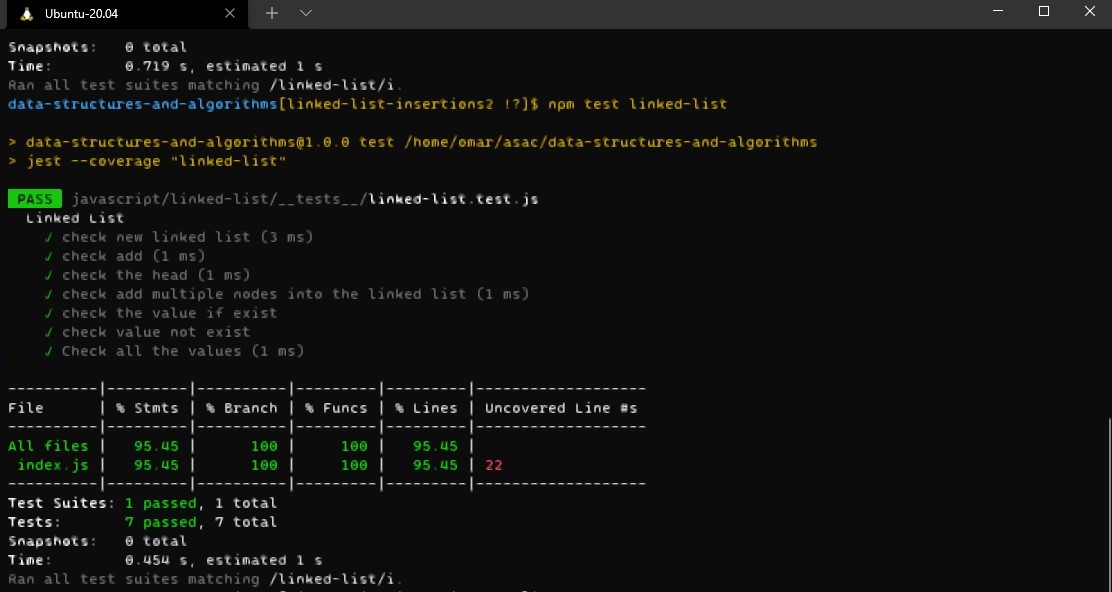 Ubuntu-20.04
Snapshots:   0 total
Time:        0.719 s, estimated 1 s
Ran all test suites matching /linked-list/i.
data-structures-and-algorithms[linked-list-insertions2 !?]$ npm test linked-list
> data-structures-and-algorithms@1.0.0 test /home/omar/asac/data-structures-and-algorithms
> jest --coverage "linked-list"
PASS javascript/linked-list/__tests__/linked-list.test.js
  Linked List
    ✓ check new linked list (3 ms)
    ✓ check add (1 ms)
    ✓ check the head (1 ms)
    ✓ check add multiple nodes into the linked list (1 ms)
    ✓ check the value if exist
    ✓ check value not exist
    ✓ Check all the values (1 ms)
----------|---------|----------|---------|---------|-------------------
File      | % Stmts | % Branch | % Funcs | % Lines | Uncovered Line #s
----------|---------|----------|---------|---------|-------------------
All files |   95.45 |      100 |     100 |   95.45 |
 index.js |   95.45 |      100 |     100 |   95.45 | 22
----------|---------|----------|---------|---------|-------------------
Test Suites: 1 passed, 1 total
Tests:       7 passed, 7 total
Snapshots:   0 total
Time:        0.454 s, estimated 1 s
Ran all test suites matching /linked-list/i.